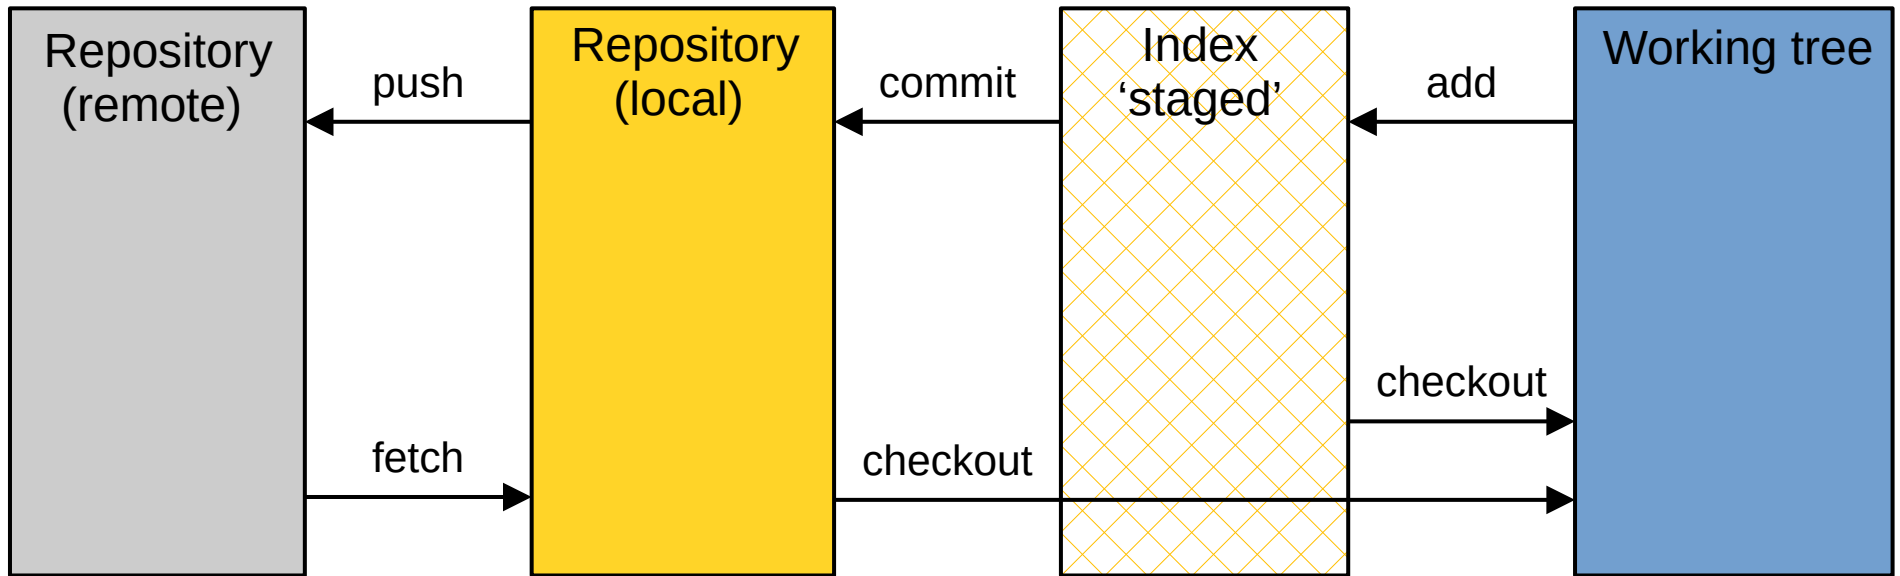 Repository
(remote)
push
Repository
(local)
commit
Index
‘staged’
add
Working tree
checkout
fetch
checkout